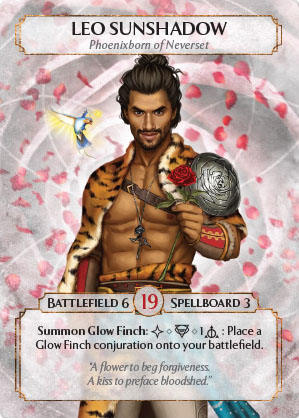 LEO SUNSHADOW
Phoenixborn of Neverset
BATTLEFIELD 6 19 SPELLBOARD 3
Summon Glow Finch: 1 : Place a
Glow Finch conjuration onto your battlefield.
"A flower to beg forgiveness.
A kiss to preface bloodshed."